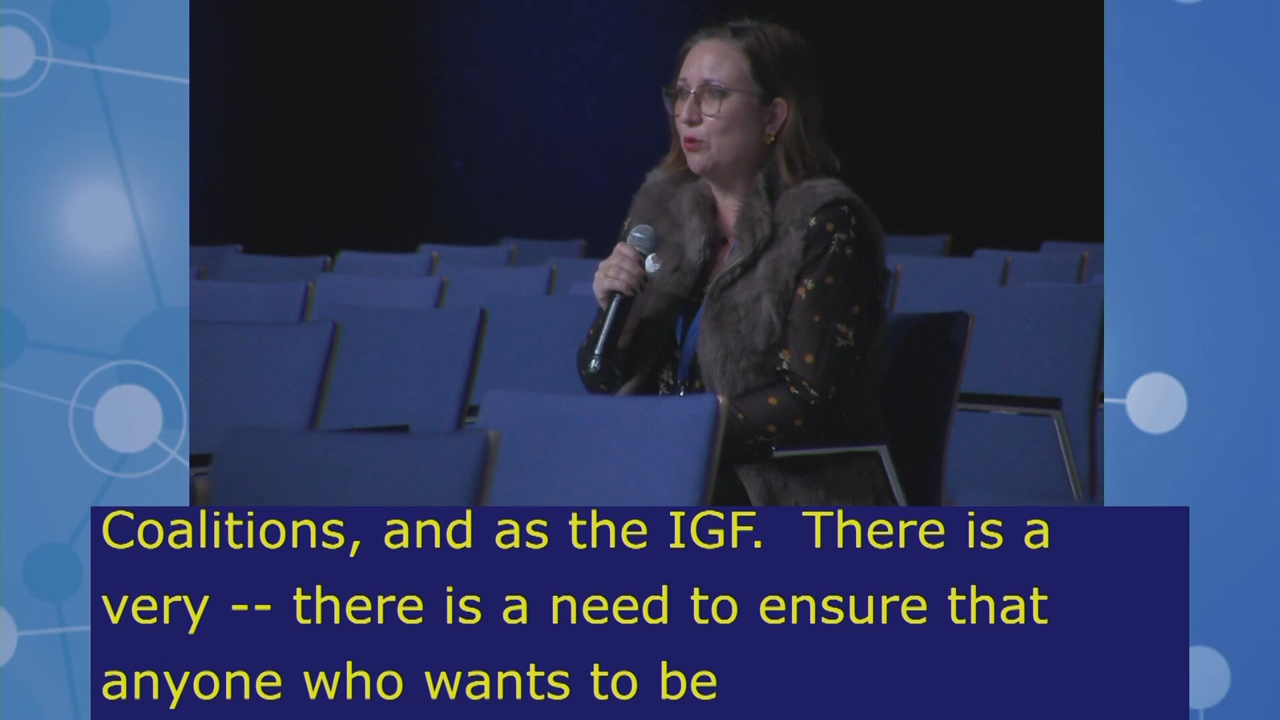 Coalitions, and as the IGF.  There is a
very -- there is a need to ensure that
anyone who wants to be